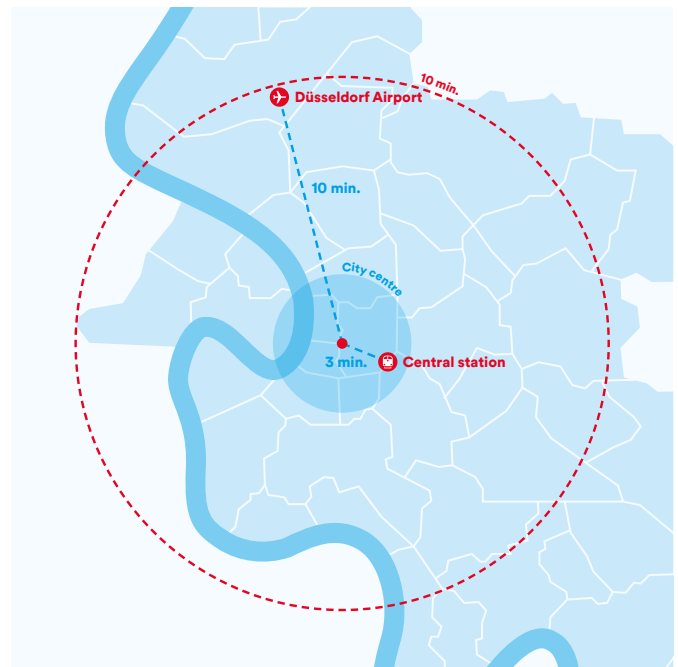 10 min.
Düsseldorf Airport
10 min.
City centre
3 min.
Central station